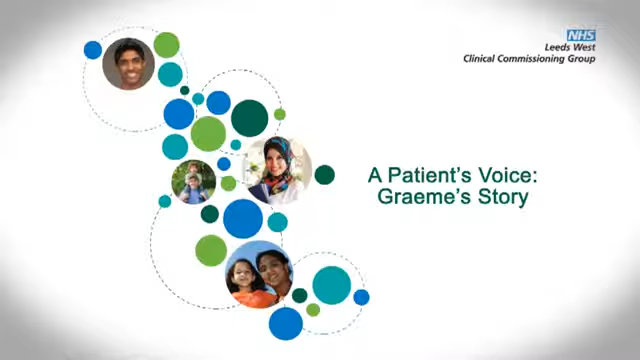 NHS
Leeds West
Clinical Commissioning Group
A Patient's Voice:
Graeme's Story